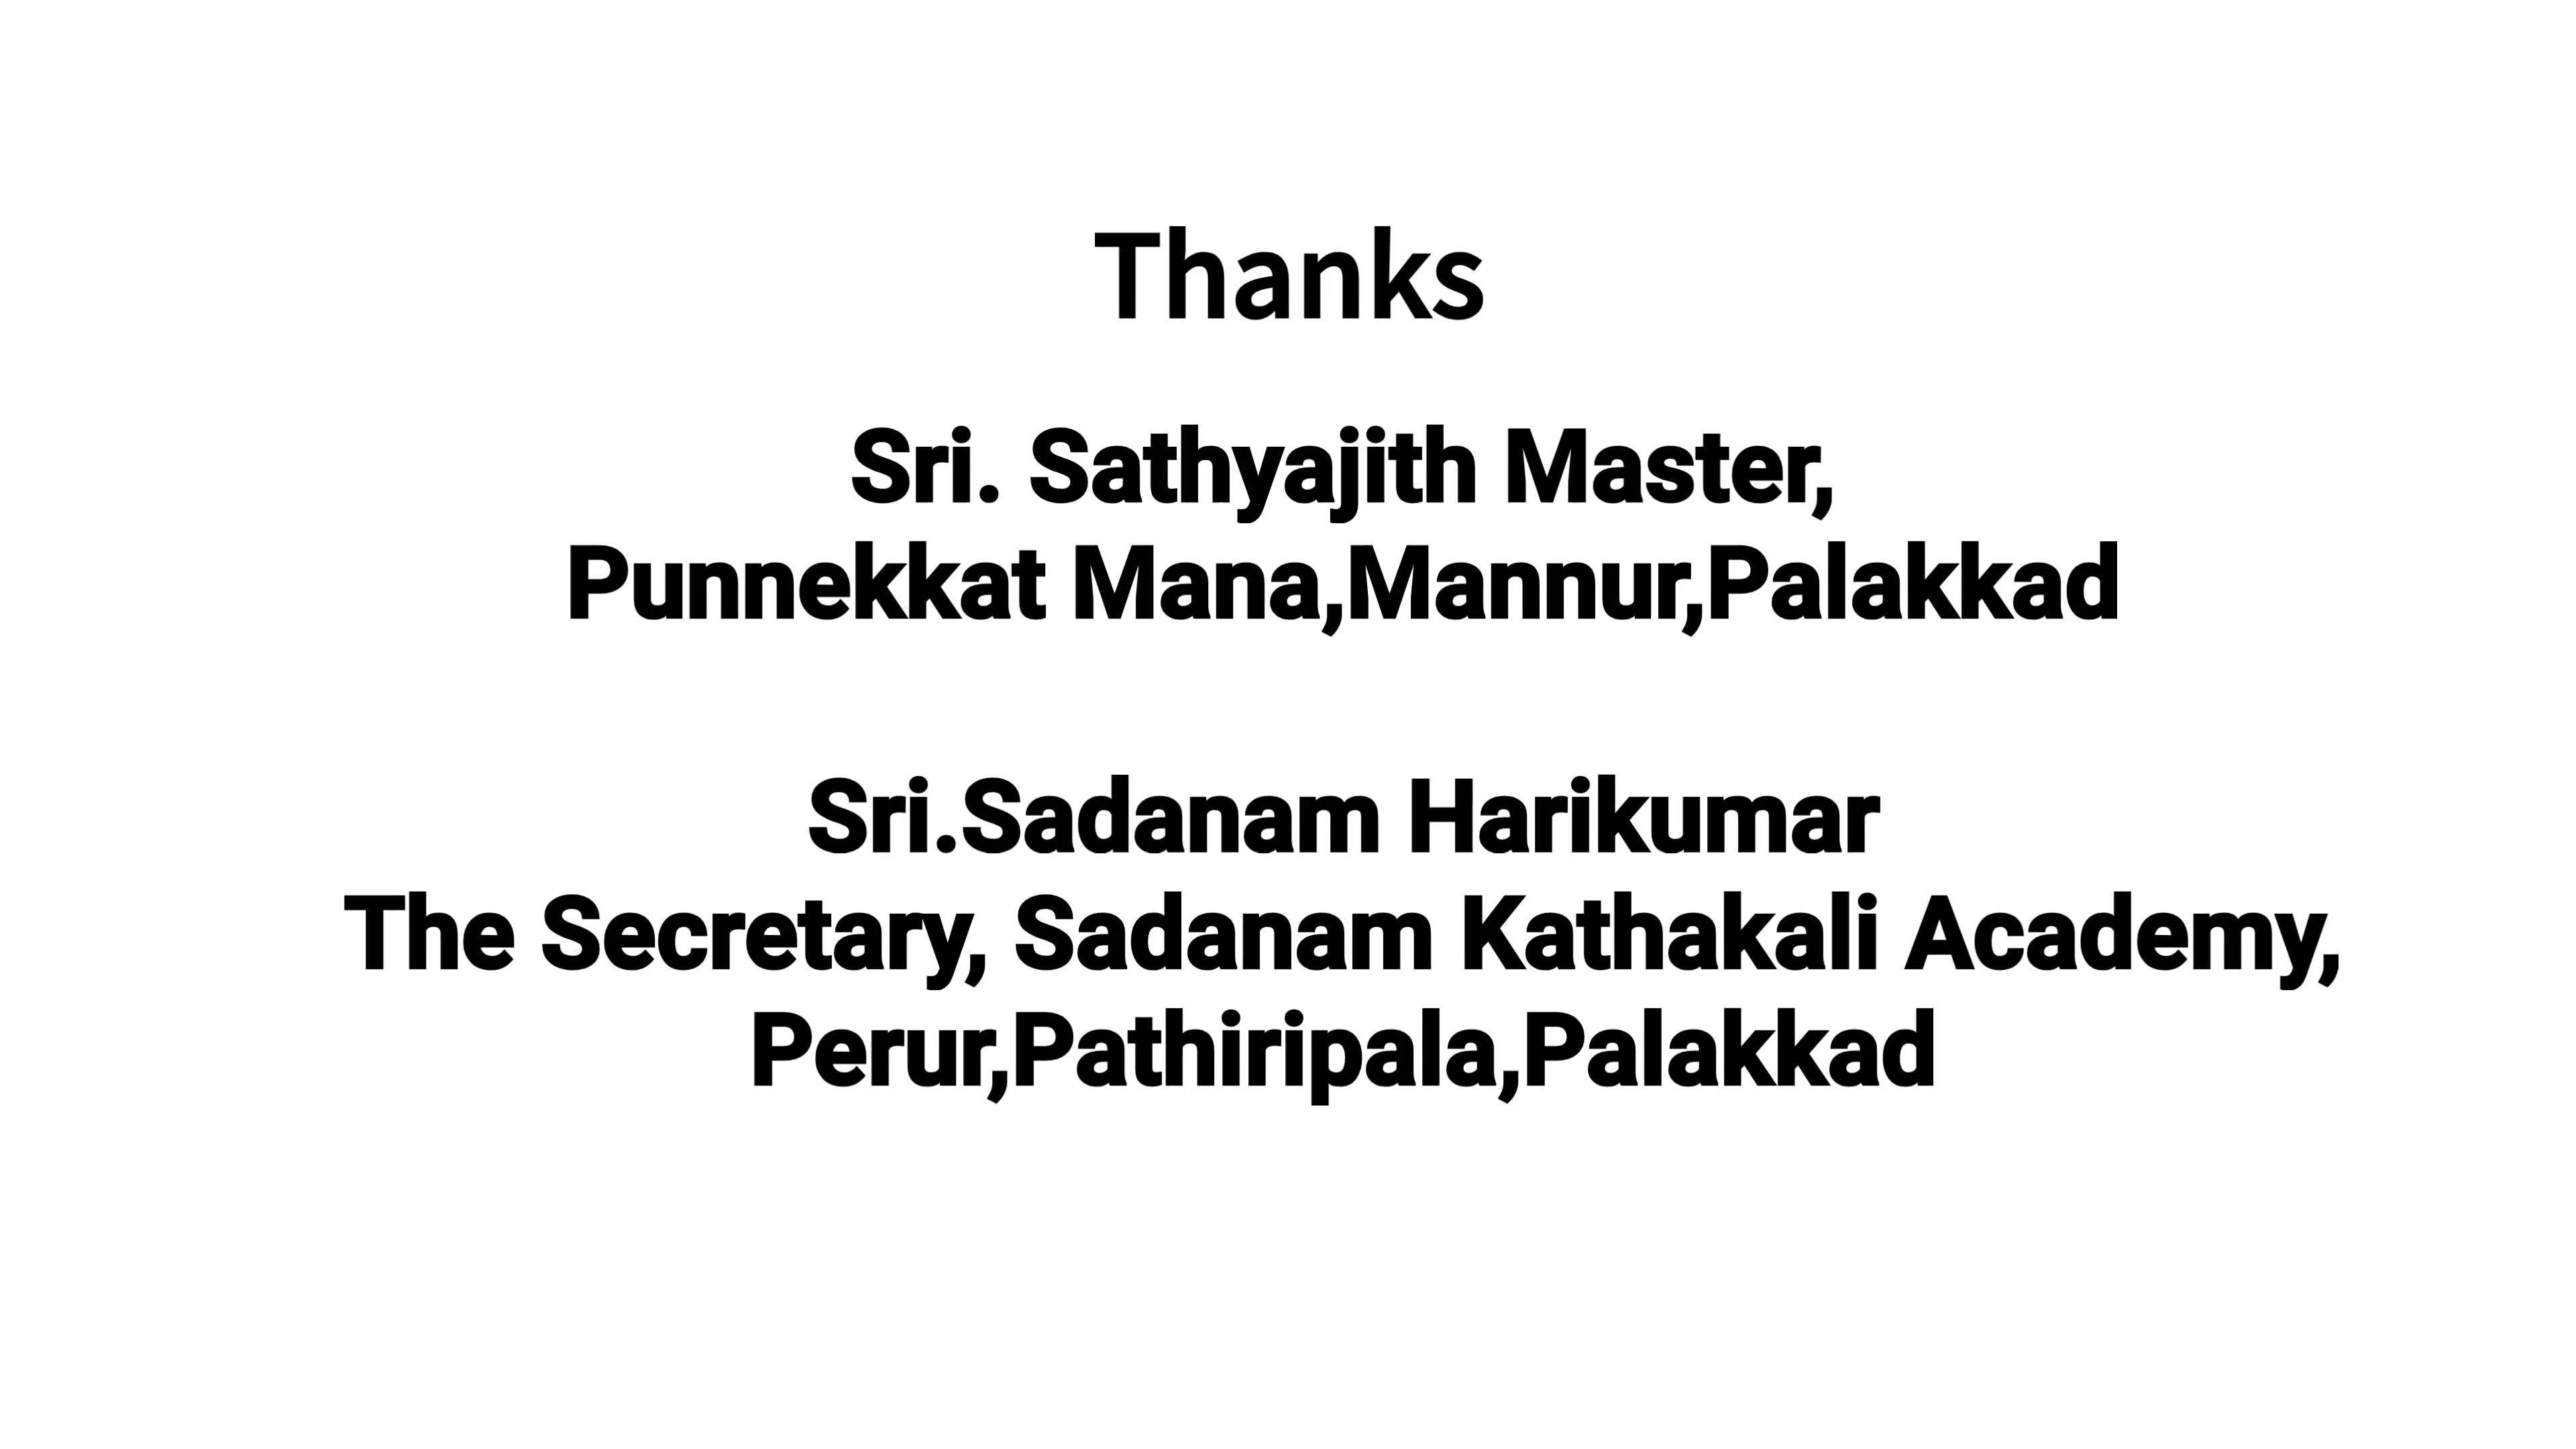 Thanks
Sri. Sathyajith Master,
Punnekkat Mana,Mannur,Palakkad
Sri.Sadanam Harikumar
The Secretary, Sadanam Kathakali Academy,
Perur,Pathiripala,Palakkad